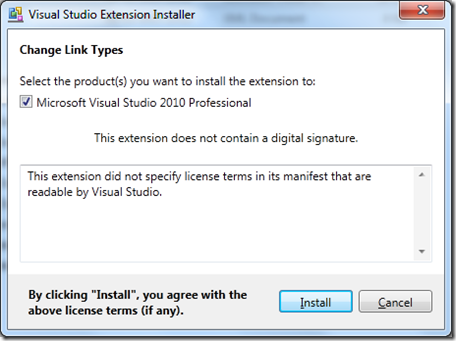 Visual Studio Extension Installer
Change Link Types
Select the product(s) you want to install the extension to:
Microsoft Visual Studio 2010 Professional
This extension does not contain a digital signature.
This extension did not specify license terms in its manifest that are
readable by Visual Studio.
By clicking "Install", you agree with the
above license terms (if any).
Install
Cancel